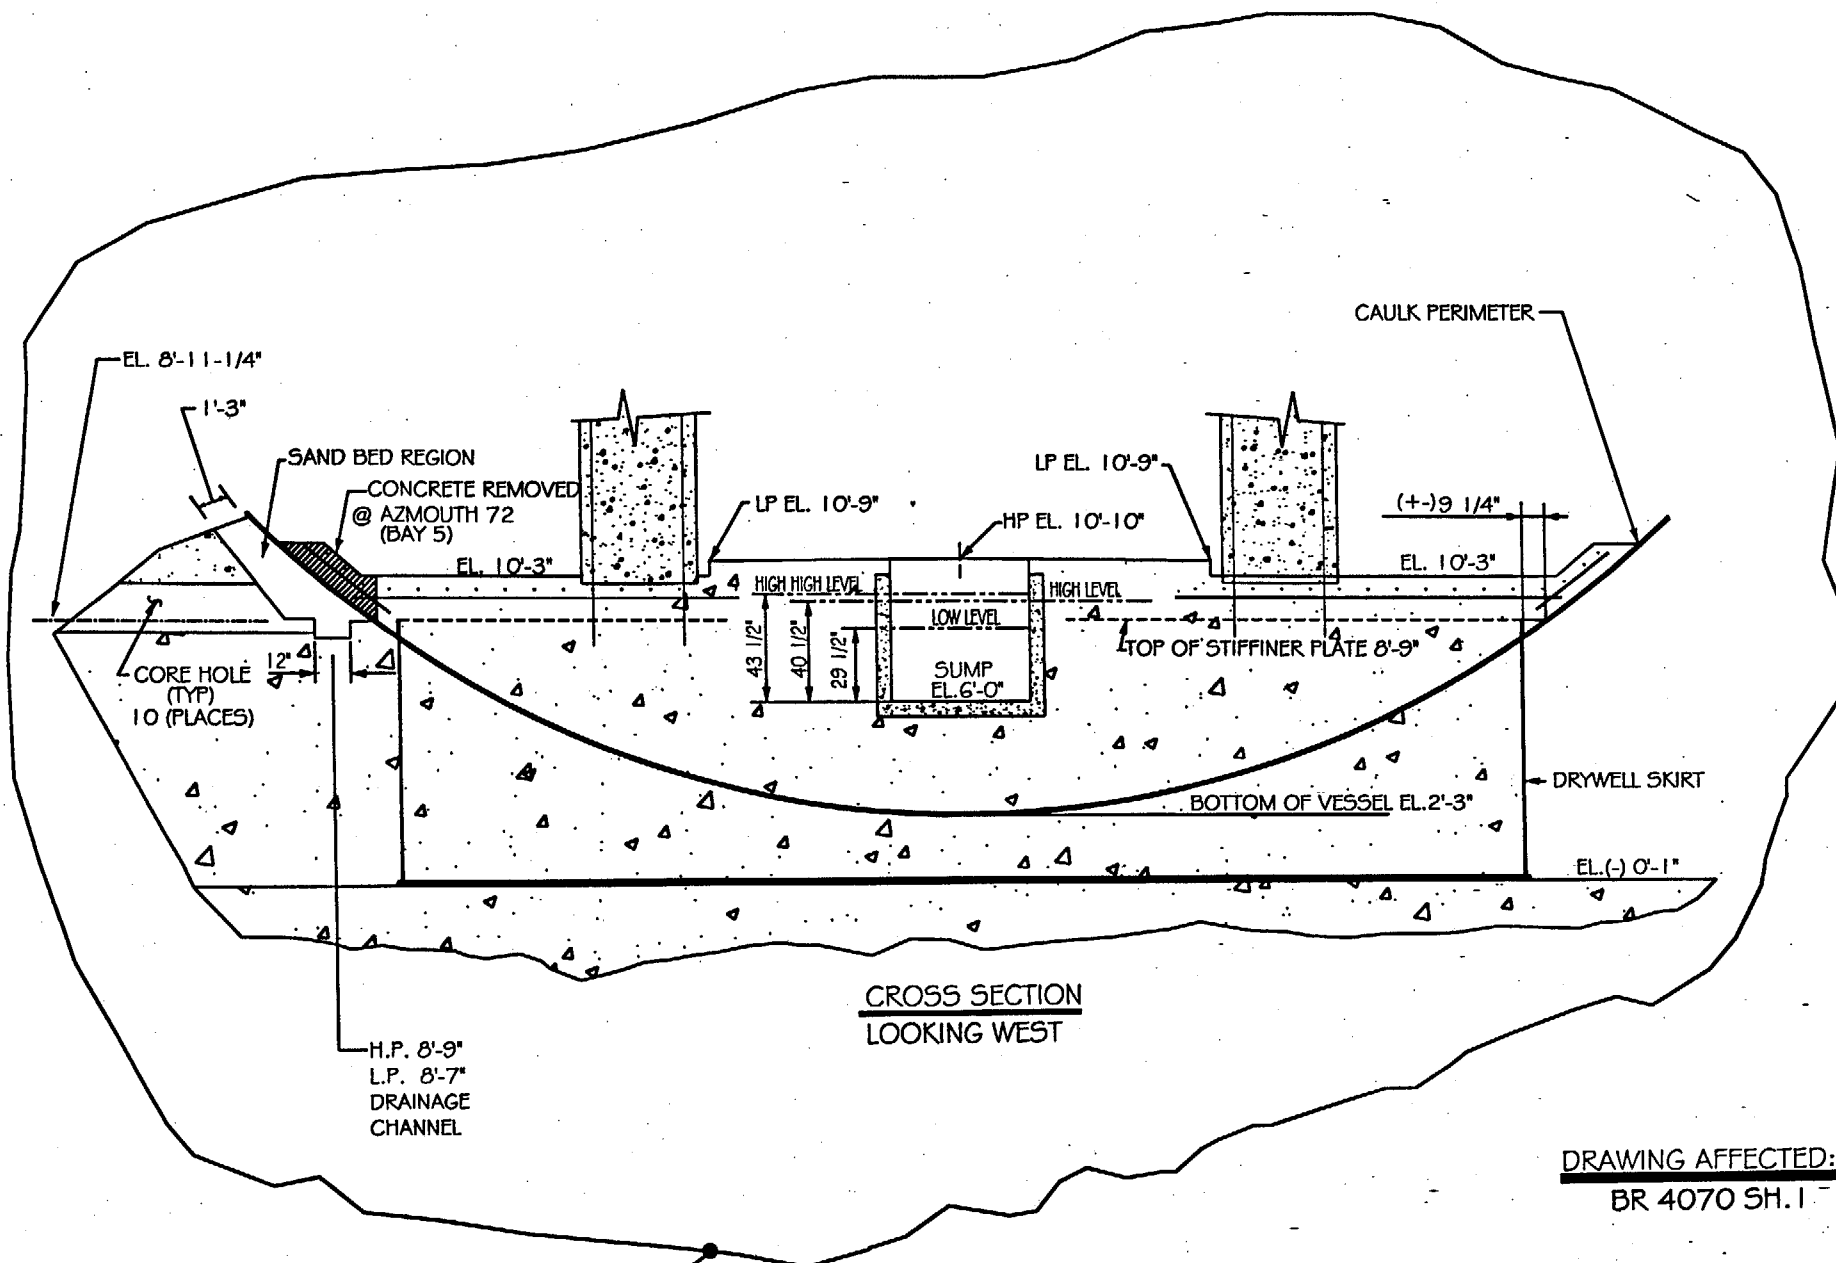 CAULK PERIMETER
EL. 8'-11-1/4"
1'-3"
SAND BED REGION
CONCRETE REMOVED
@ AZMOUTH 72
(BAY 5)
LP EL. 10'-9"
HP EL. 10'-10"
LP EL. 10'-9"
(+-)9 1/4"
EL. 10'-3"
EL. 10'-3"
HIGH HIGH LEVEL
HIGH LEVEL
LOW LEVEL
43 1/2"
40 1/2"
29 1/2"
SUMP
EL.6'-0"
TOP OF STIFFINER PLATE 8'-9"
12"
CORE HOLE
(TYP)
10 (PLACES)
DRYWELL SKIRT
BOTTOM OF VESSEL EL.2'-3"
EL.(-) 0'-1"
CROSS SECTION
LOOKING WEST
H.P. 8'-9"
L.P. 8'-7"
DRAINAGE
CHANNEL
DRAWING AFFECTED:
BR 4070 SH.1